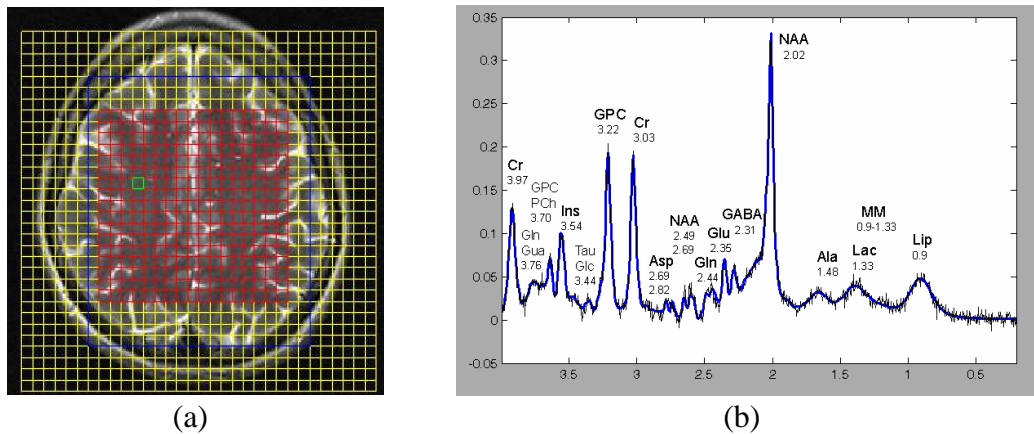 0.35
0.3
0.25
0.2
0.15
0.1
0.05
0
-0.05
3.5
3
2.5
2
1.5
1
0.5
Cr
3.97
GPC
PCh
3.70
Gln
Gua
3.76
Ins
3.54
Tau
Glc
3.44
GPC
3.22
Cr
3.03
Asp
2.69
2.82
NAA
2.49
2.69
Gln
2.44
Glu
2.35
GABA
2.31
NAA
2.02
Ala
1.48
MM
0.9-1.33
Lac
1.33
Lip
0.9
(a)
(b)